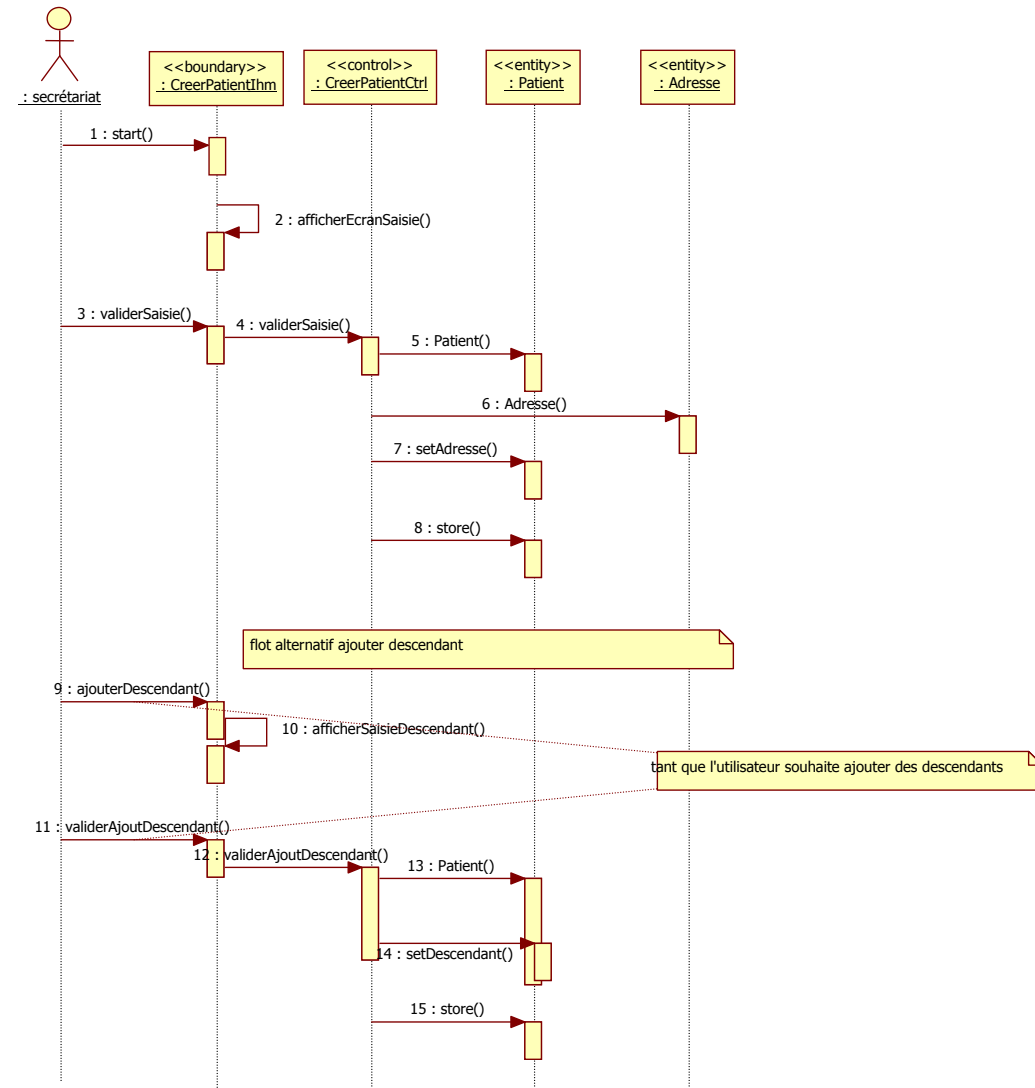 <<boundary>>
: CreerPatientIhm
<<control>>
: CreerPatientCtrl
<<entity>>
: Patient
<<entity>>
: Adresse
: secrétariat
1 : start()
2 : afficherEcranSaisie()
3 : validerSaisie()
4 : validerSaisie()
5 : Patient()
6 : Adresse()
7 : setAdresse()
8 : store()
flot alternatif ajouter descendant
9 : ajouterDescendant()
10 : afficherSaisieDescendant()
tant que l'utilisateur souhaite ajouter des descendants
11 : validerAjoutDescendant()
12 : validerAjoutDescendant()
13 : Patient()
14 : setDescendant()
15 : store()